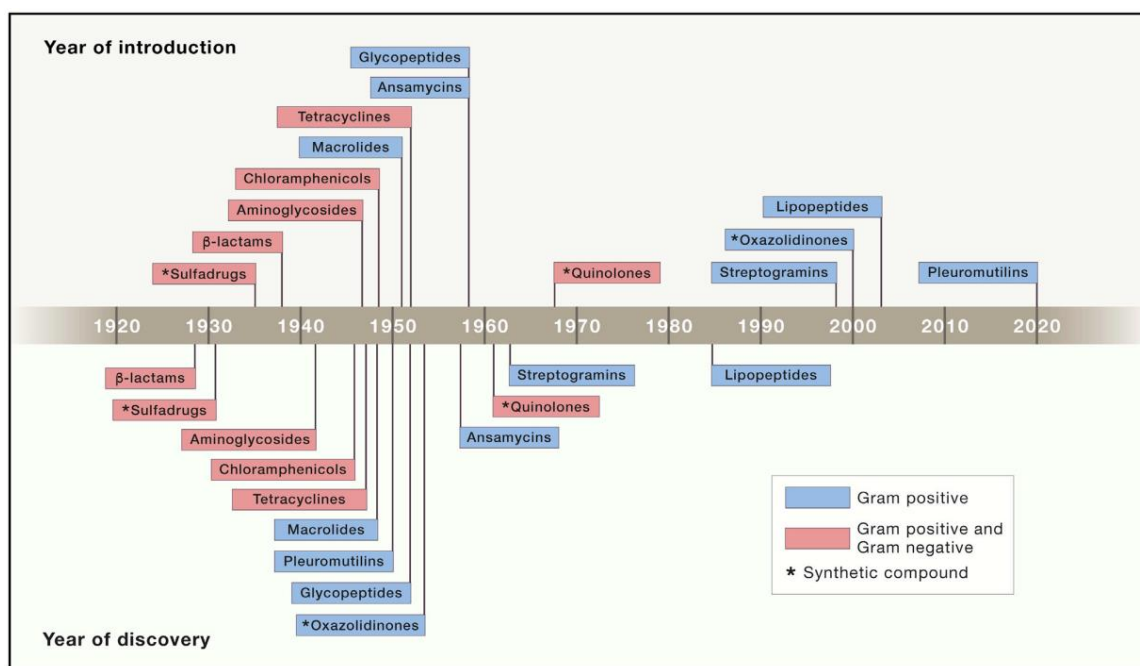 Year of introduction
Glycopeptides
Ansamycins
Tetracyclines
Macrolides
Chloramphenicols
Aminoglycosides
Lipopeptides
β-lactams
*Oxazolidinones
*Sulfadrugs
*Quinolones
Streptogramins
Pleuromutilins
1920 1930 1940 1950 1960 1970 1980 1990 2000 2010 2020
β-lactams
Streptogramins
Lipopeptides
*Sulfadrugs
*Quinolones
Aminoglycosides
Ansamycins
Chloramphenicols
Tetracyclines
Macrolides
Pleuromutilins
Glycopeptides
*Oxazolidinones
Year of discovery
Gram positive
Gram positive and
Gram negative
* Synthetic compound